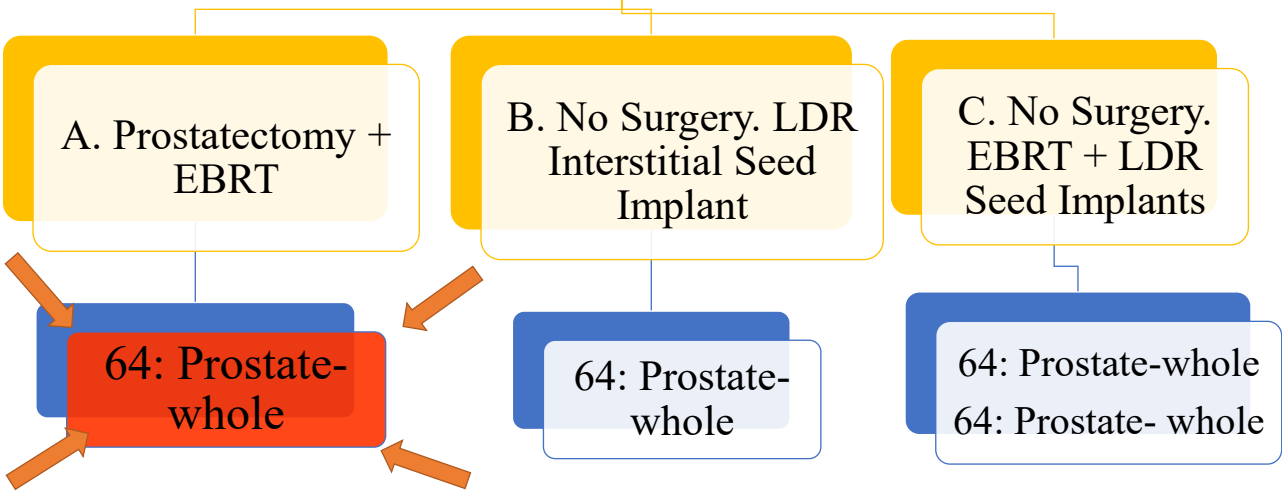 A. Prostatectomy +
EBRT
B. No Surgery. LDR
Interstitial Seed
Implant
C. No Surgery.
EBRT + LDR
Seed Implants
64: Prostate-
whole
64: Prostate-
whole
64: Prostate-whole
64: Prostate- whole